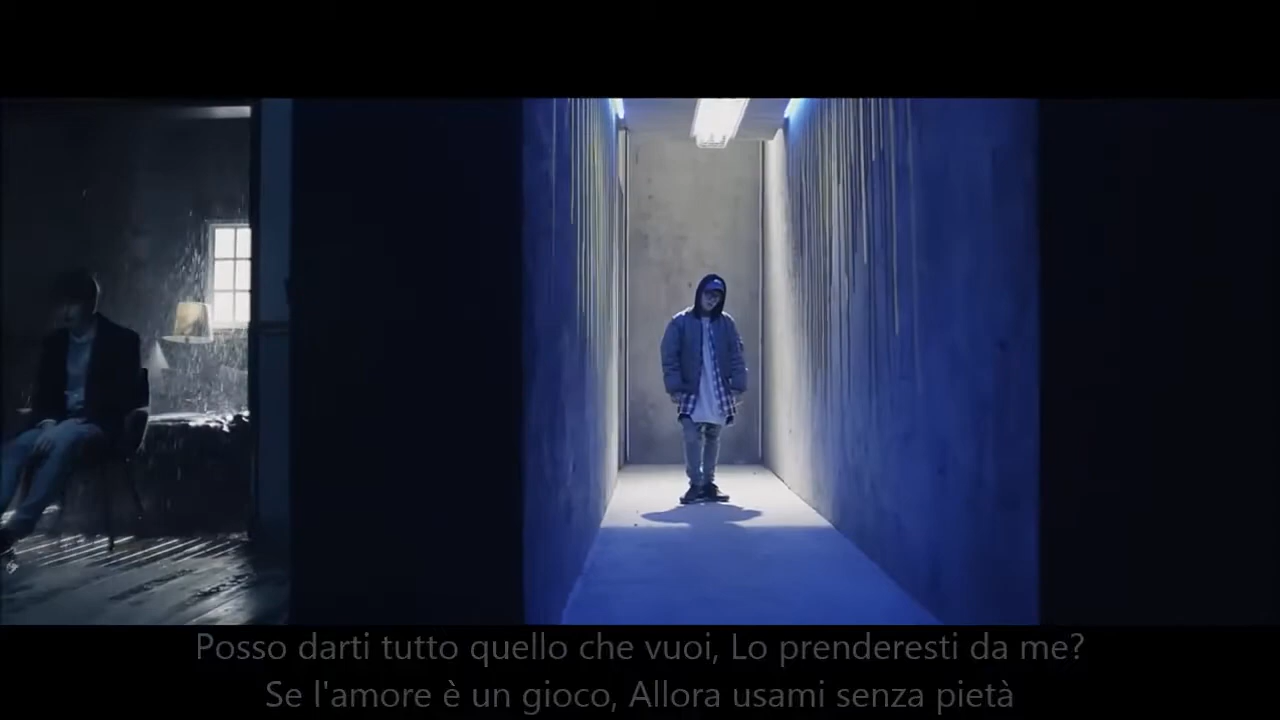 Posso darti tutto quello che vuoi, Lo prenderesti da me?
Se l'amore è un gioco, Allora usami senza pietà